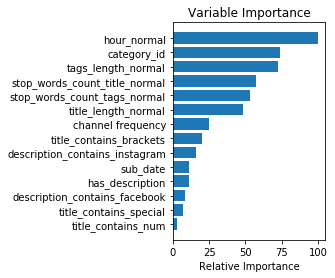 Variable Importance
hour_normal
category_id
tags_length_normal
stop_words_count_title_normal
stop_words_count_tags_normal
title_length_normal
channel frequency
title_contains_brackets
description_contains_instagram
sub_date
has_description
description_contains_facebook
title_contains_special
title_contains_num
0 25 50 75 100
Relative Importance